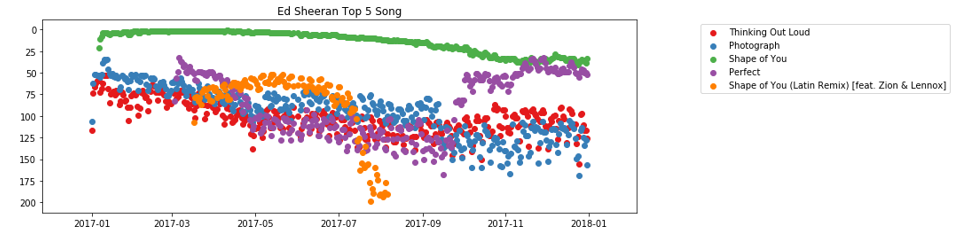 Ed Sheeran Top 5 Song
0
25
50
75
100
125
150
175
200
2017-01
2017-03
2017-05
2017-07
2017-09
2017-11
2018-01
Thinking Out Loud
Photograph
Shape of You
Perfect
Shape of You (Latin Remix) [feat. Zion & Lennox]